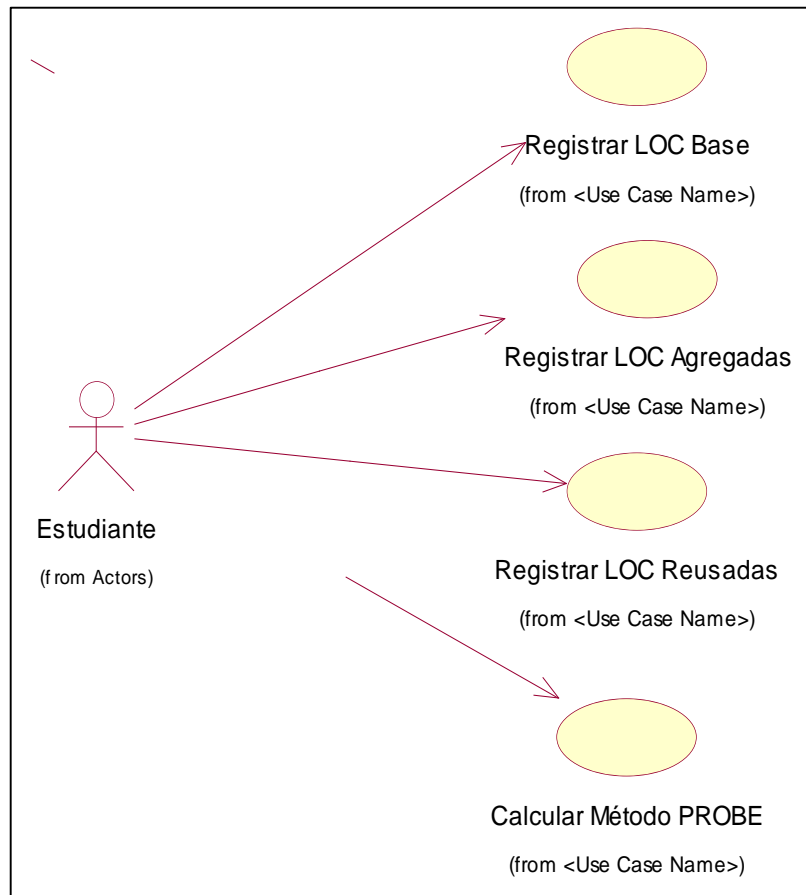 Registrar LOC Base
(from <Use Case Name>)
Registrar LOC Agregadas
(from <Use Case Name>)
Estudiante
(from Actors)
Registrar LOC Reusadas
(from <Use Case Name>)
Calcular Método PROBE
(from <Use Case Name>)